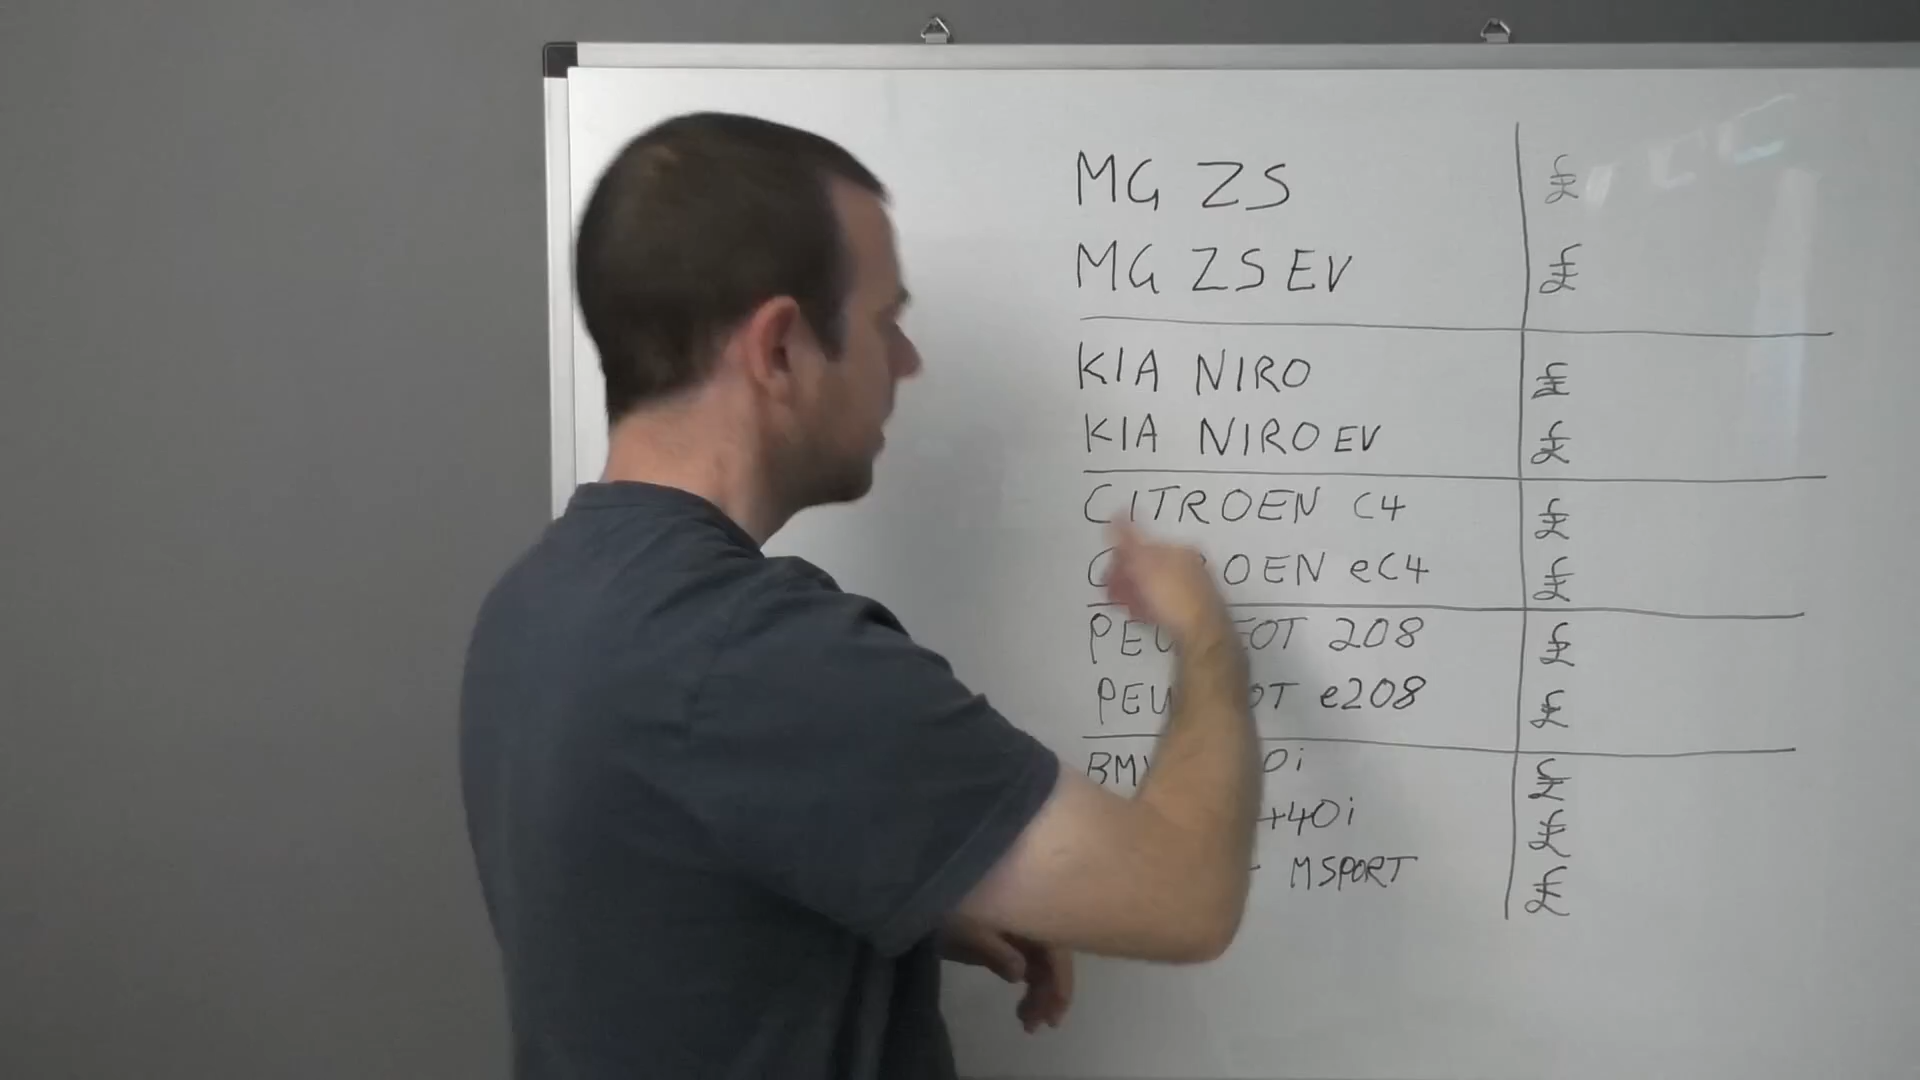 MG ZS £
MG ZS EV £
KIA NIRO £
KIA NIRO EV £
CITROEN C4 £
OEN eC4 £
PEU EOT 208 £
PEU OT e208 £
BM 0i £
+40i £
- MSPORT £